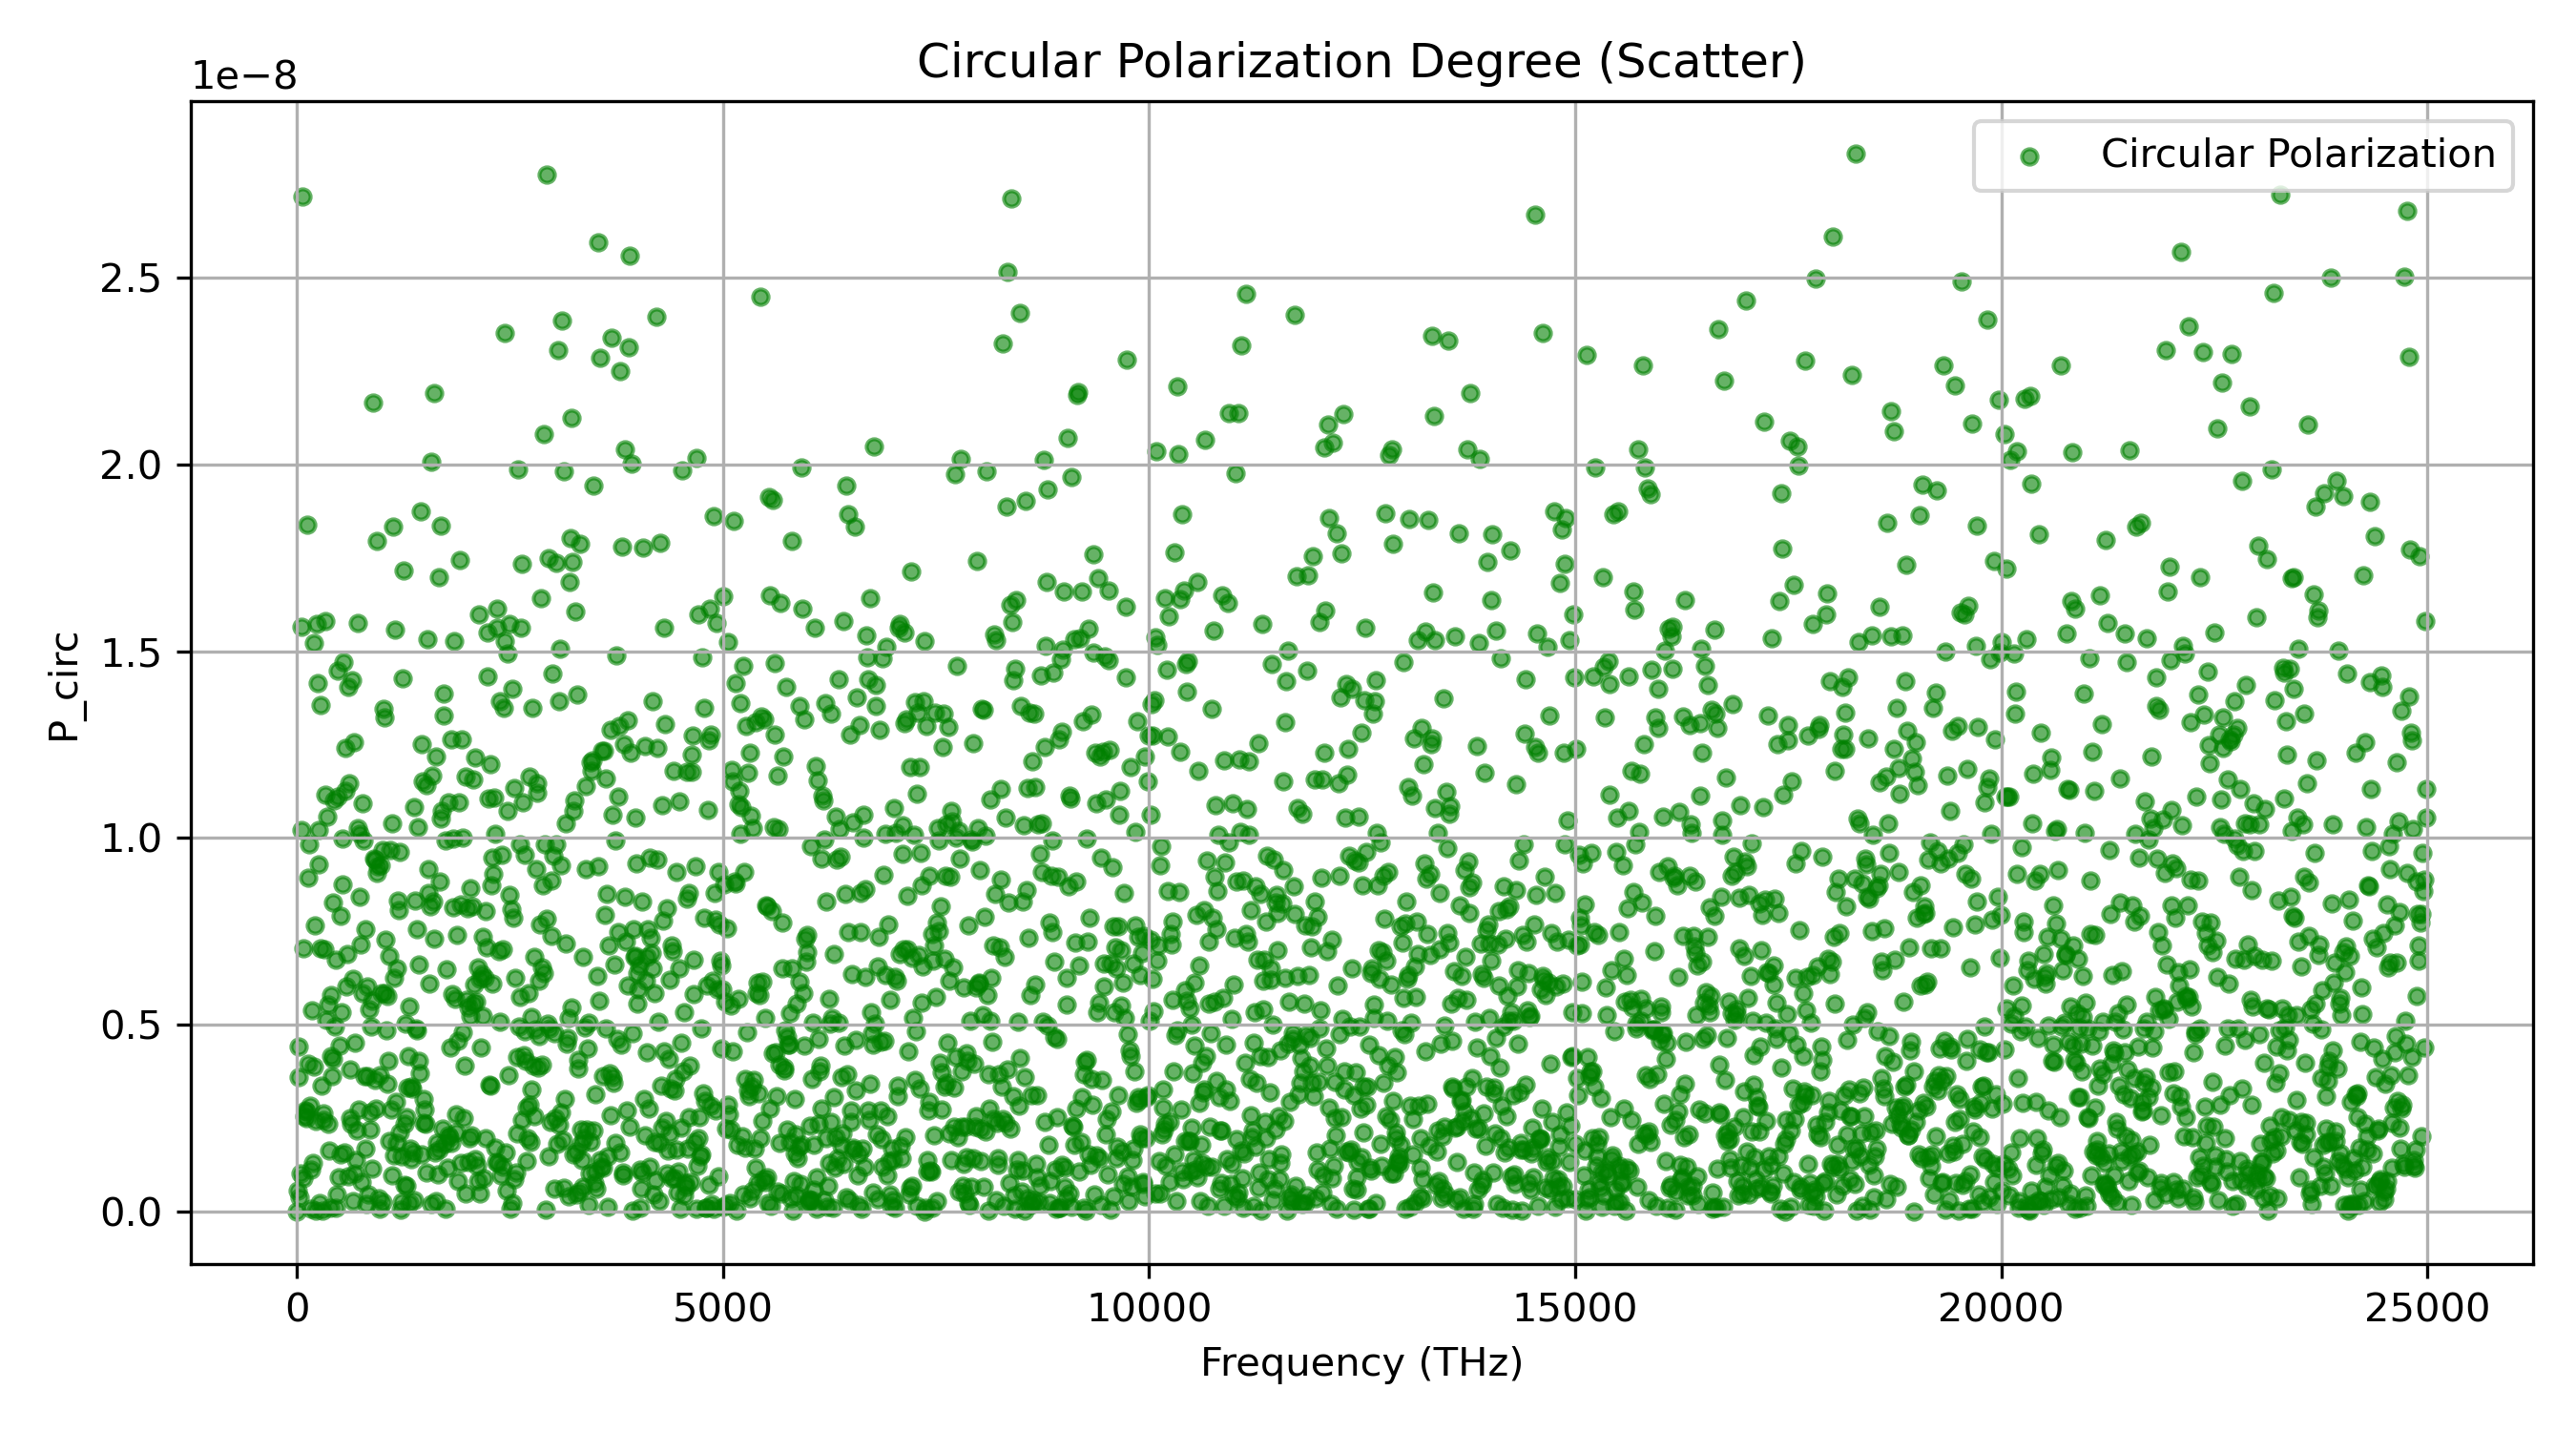 Circular Polarization Degree (Scatter)
1e−8
Circular Polarization
2.5
2.0
1.5
1.0
0.5
0.0
P_circ
0 5000 10000 15000 20000 25000
Frequency (THz)